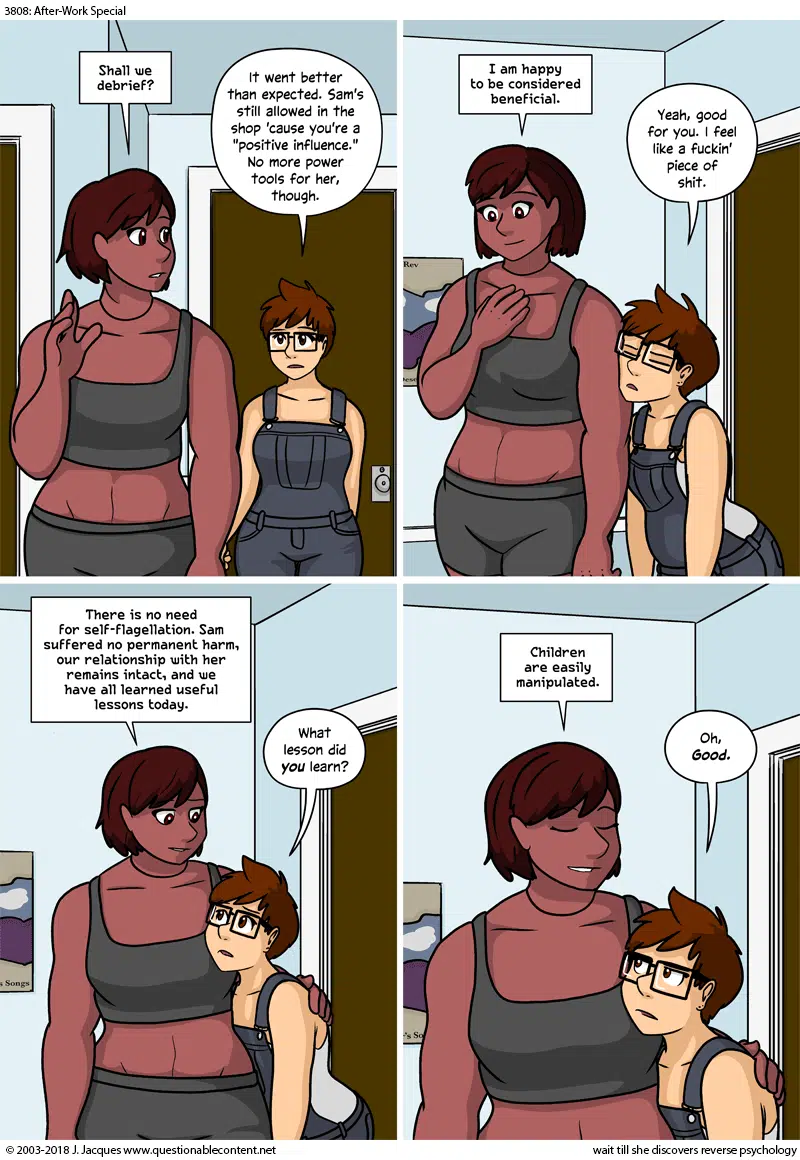 3808: After-Work Special
Shall we
debrief?
It went better
than expected. Sam's
still allowed in the
shop 'cause you're a
"positive influence."
No more power
tools for her,
though.
I am happy
to be considered
beneficial.
Yeah, good
for you. I feel
like a fuckin'
piece of
shit.
Rev
There is no need
for self-flagellation. Sam
suffered no permanent harm,
our relationship with her
remains intact, and we
have all learned useful
lessons today.
What
lesson did
you learn?
s Songs
Children
are easily
manipulated.
Oh,
Good.
's So
© 2003-2018 J. Jacques www.questionablecontent.net
wait till she discovers reverse psychology